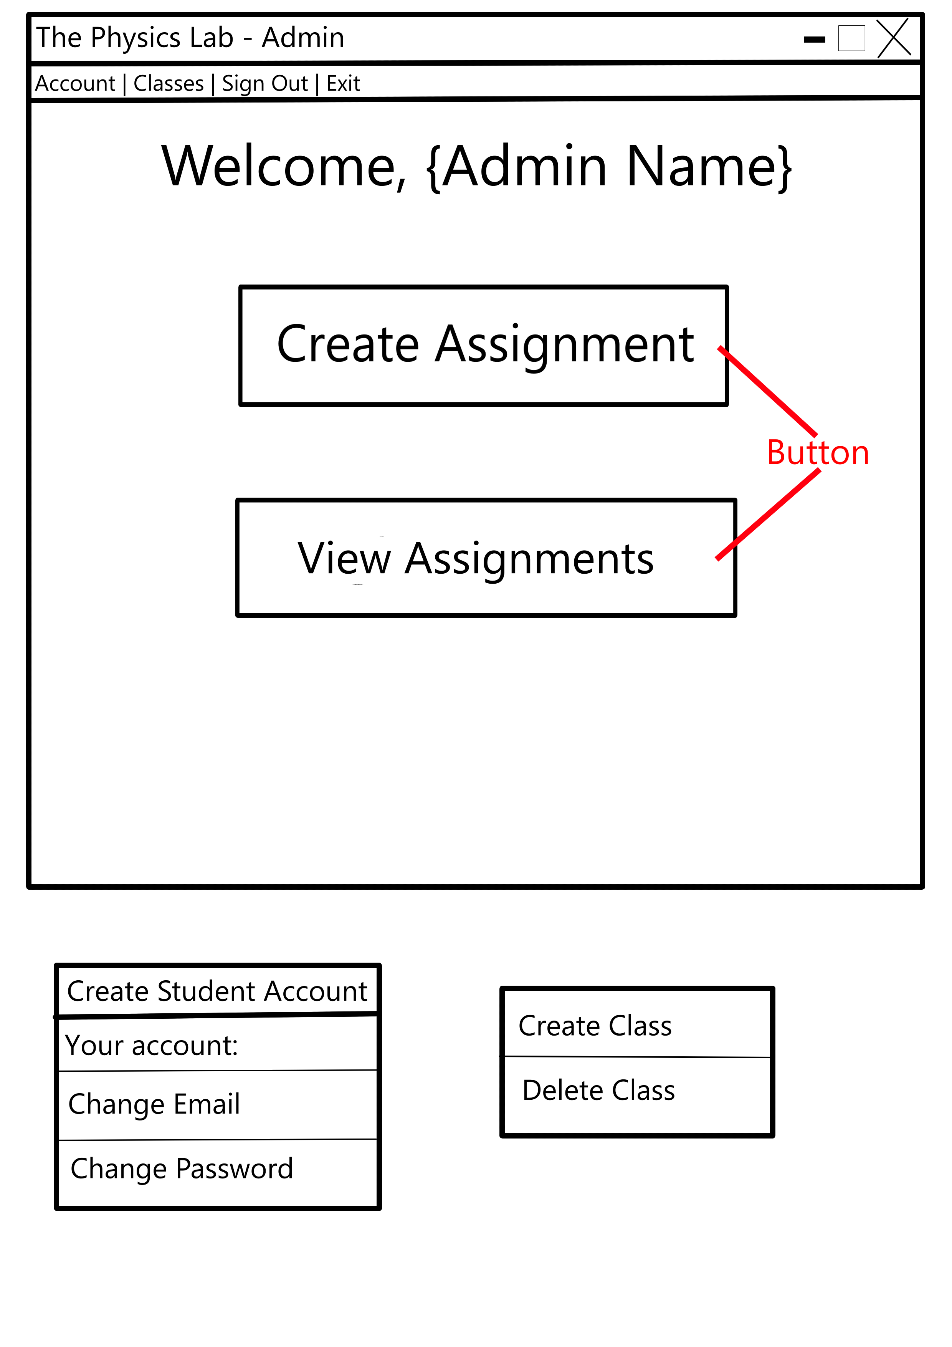 The Physics Lab - Admin
Account | Classes | Sign Out | Exit
Welcome, {Admin Name}
Create Assignment
Button
View Assignments
Create Student Account
Your account:
Change Email
Change Password
Create Class
Delete Class